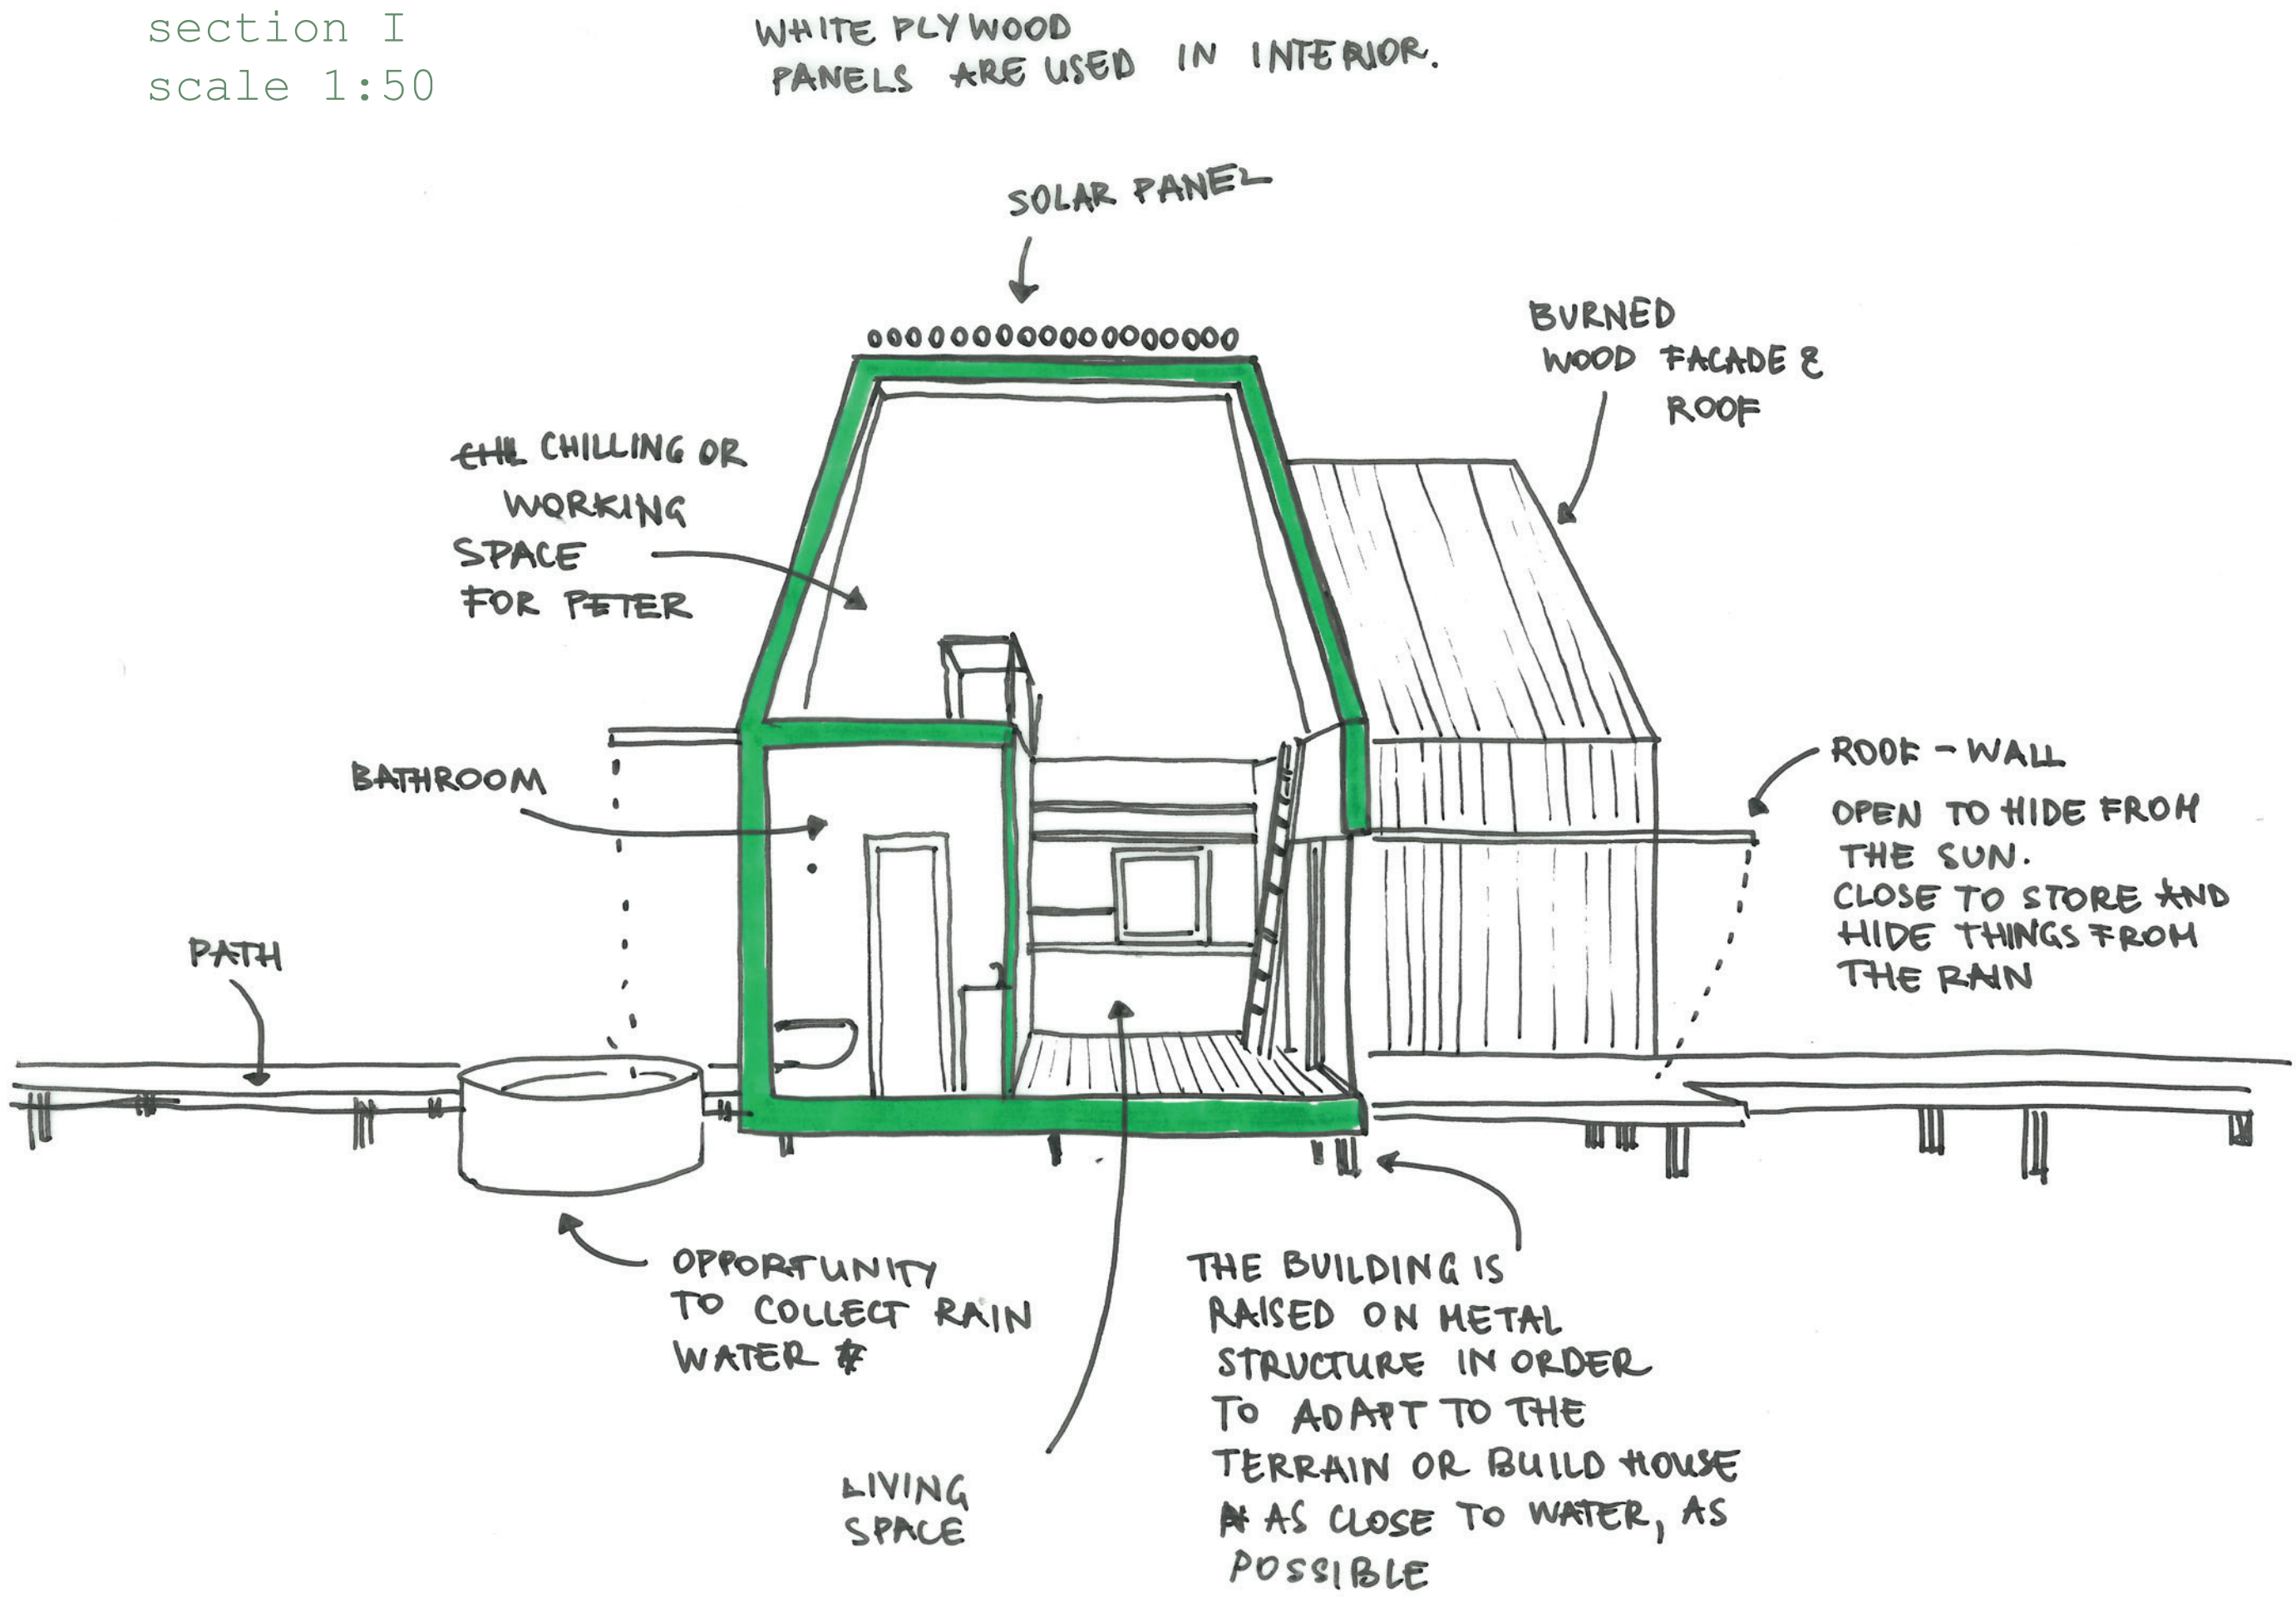 section I
scale 1:50
WHITE PLYWOOD
PANELS ARE USED IN INTERIOR.
SOLAR PANEL
BURNED
WOOD FACADE &
ROOF
CHIL CHILLING OR
WORKING
SPACE
FOR PETER
BATHROOM
ROOF - WALL
OPEN TO HIDE FROM
THE SUN.
CLOSE TO STORE AND
HIDE THINGS FROM
THE RAIN
PATH
OPPORTUNITY
TO COLLECT RAIN
WATER
THE BUILDING IS
RAISED ON METAL
STRUCTURE IN ORDER
TO ADAPT TO THE
TERRAIN OR BUILD HOUSE
AS CLOSE TO WATER, AS
POSSIBLE
LIVING
SPACE